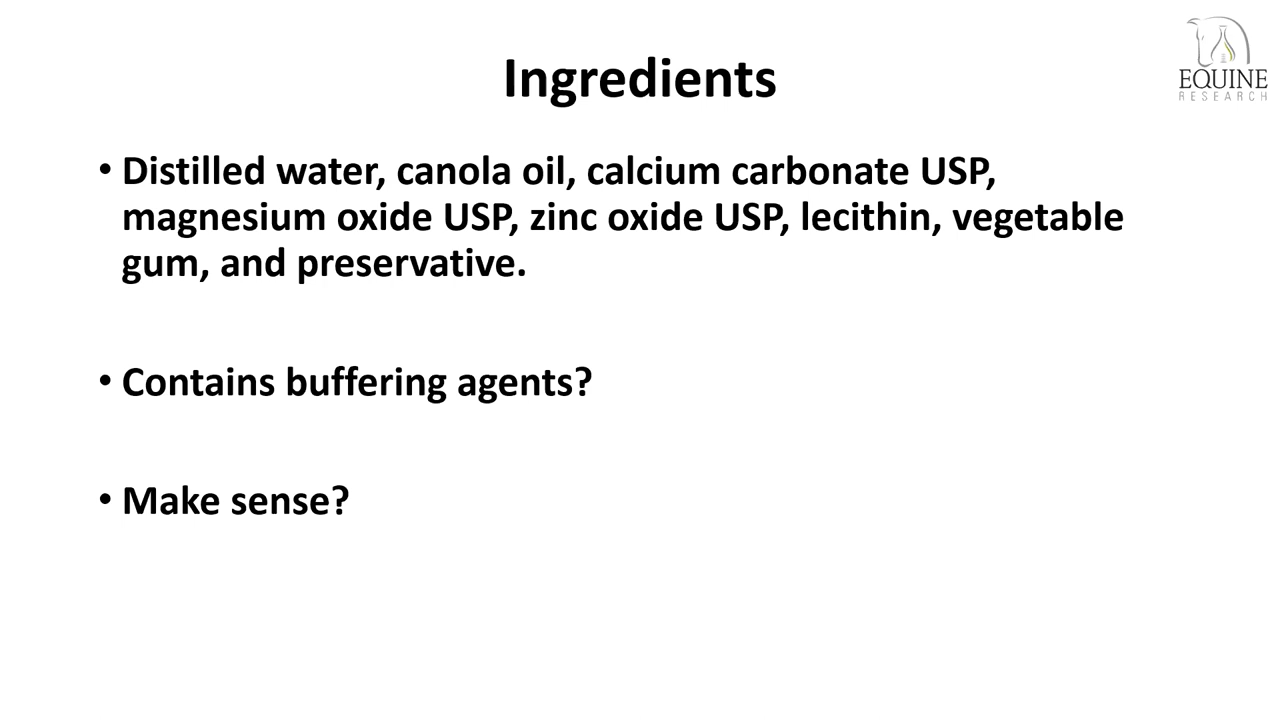 EQUINE
RESEARCH
Ingredients
• Distilled water, canola oil, calcium carbonate USP,
magnesium oxide USP, zinc oxide USP, lecithin, vegetable
gum, and preservative.
• Contains buffering agents?
• Make sense?